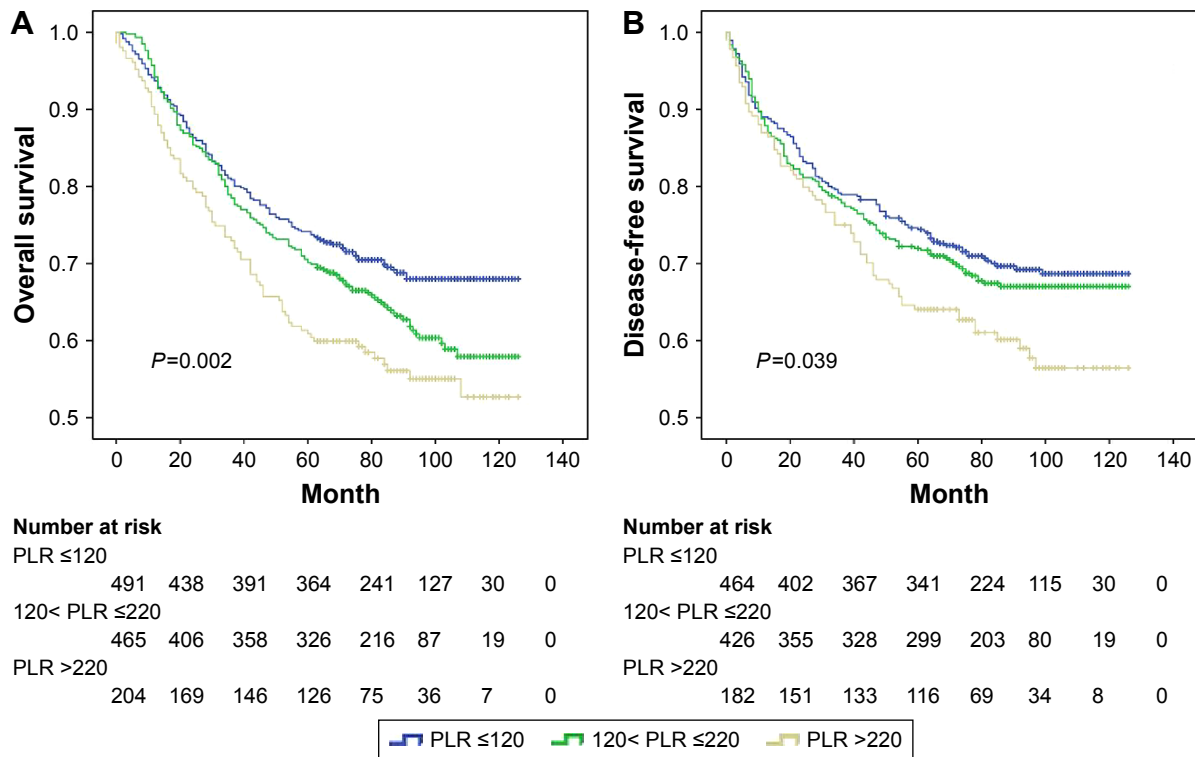 A
1.0
0.9
0.8
0.7
0.6
0.5
Overall survival
P=0.002
0 20 40 60 80 100 120 140
Month
Number at risk
PLR ≤120
491 438 391 364 241 127 30 0
120< PLR ≤220
465 406 358 326 216 87 19 0
PLR >220
204 169 146 126 75 36 7 0
B
1.0
0.9
0.8
0.7
0.6
0.5
Disease-free survival
P=0.039
0 20 40 60 80 100 120 140
Month
Number at risk
PLR ≤120
464 402 367 341 224 115 30 0
120< PLR ≤220
426 355 328 299 203 80 19 0
PLR >220
182 151 133 116 69 34 8 0
PLR ≤120 120< PLR ≤220 PLR >220